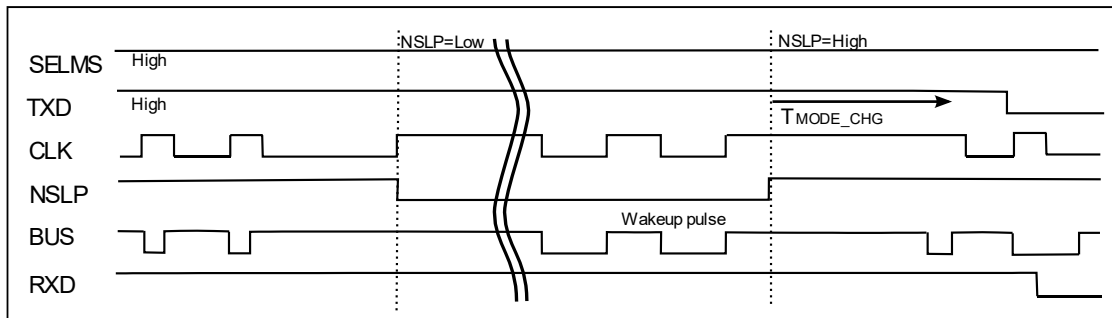 NSLP=Low
NSLP=High
SELMS High
TXD High
TMODE_CHG
CLK
NSLP
Wakeup pulse
BUS
RXD